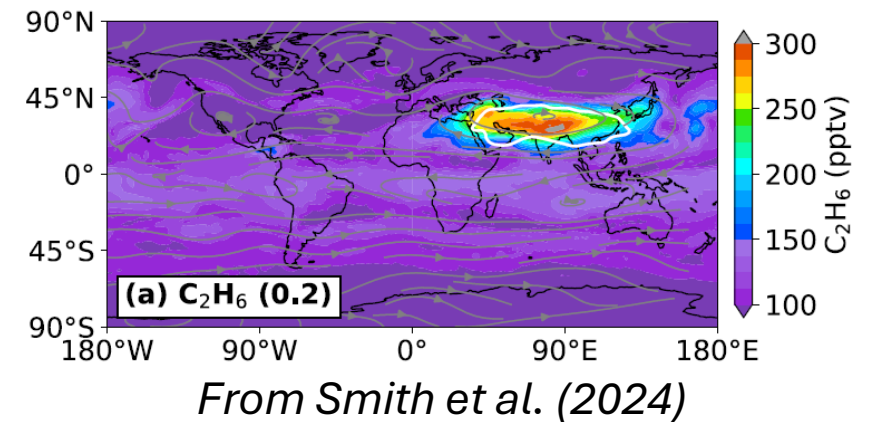 90°N
45°N
0°
45°S
90°S
180°W 90°W 0° 90°E 180°E
(a) C₂H₆ (0.2)
300
250
200
150
100
C₂H₆ (pptv)
From Smith et al. (2024)